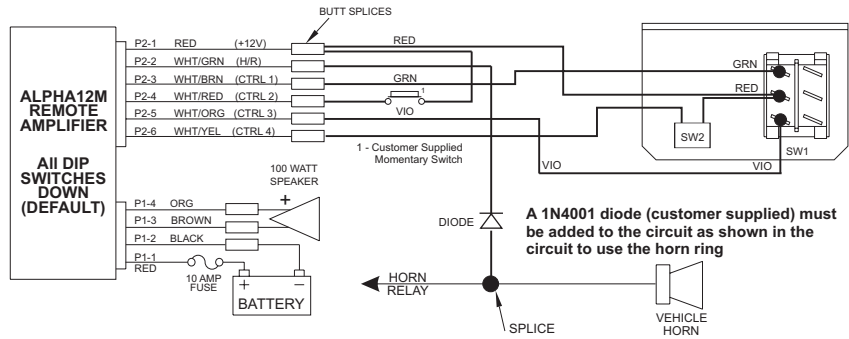 BUTT SPLICES
P2-1 RED (+12V)
RED
P2-2 WHT/GRN (H/R)
P2-3 WHT/BRN (CTRL 1)
GRN
GRN
P2-4 WHT/RED (CTRL 2)
1
RED
VIO
P2-5 WHT/ORG (CTRL 3)
P2-6 WHT/YEL (CTRL 4)
SW2
SW1
ALPHA12M
REMOTE
AMPLIFIER
All DIP
SWITCHES
DOWN
(DEFAULT)
1 - Customer Supplied
Momentary Switch
VIO
VIO
100 WATT
SPEAKER
+
P1-4 ORG
P1-3 BROWN
P1-2 BLACK
P1-1
RED
10 AMP
FUSE
+ −
BATTERY
DIODE
A 1N4001 diode (customer supplied) must
be added to the circuit as shown in the
circuit to use the horn ring
HORN
RELAY
SPLICE
VEHICLE
HORN